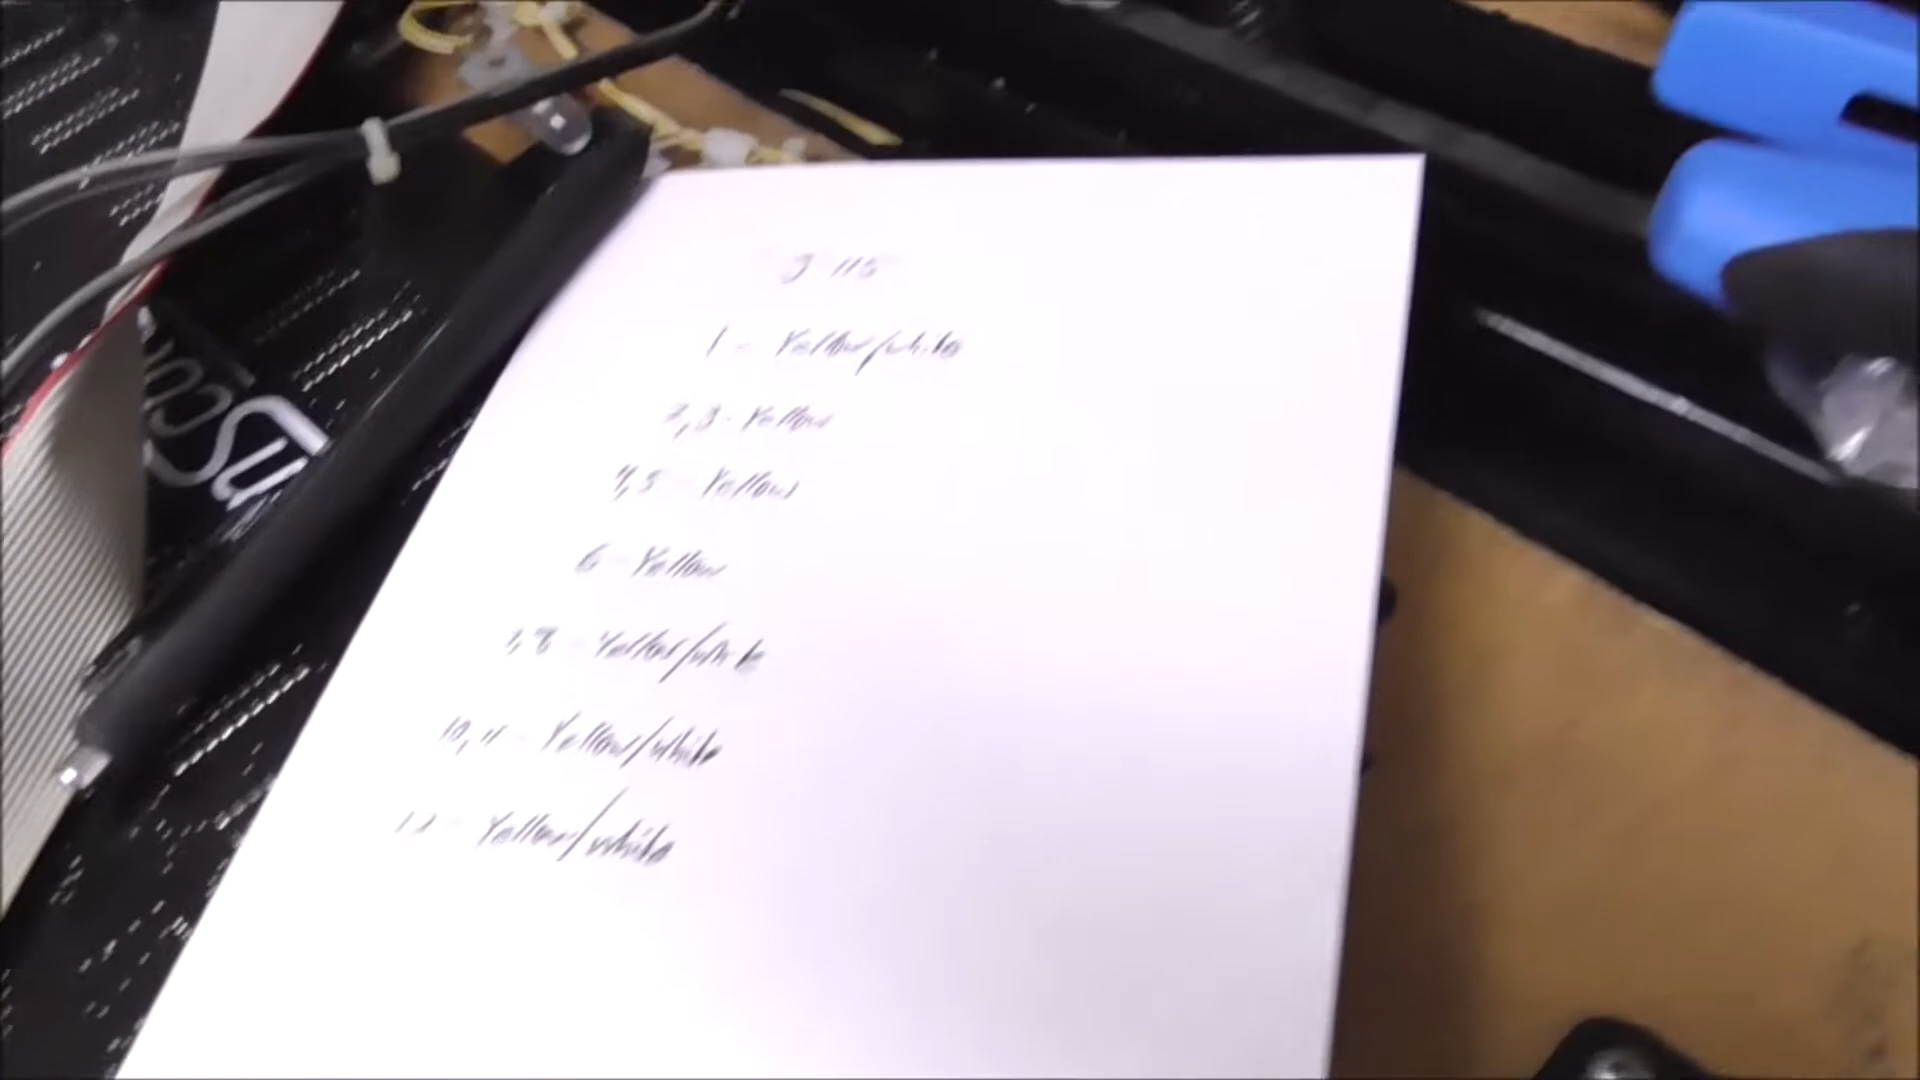 J 115
1 - Yellow/white
2,3 - Yellow
4,5 - Yellow
6 - Yellow
7,8 - Yellow/white
10,11 - Yellow/white
12 - Yellow/white